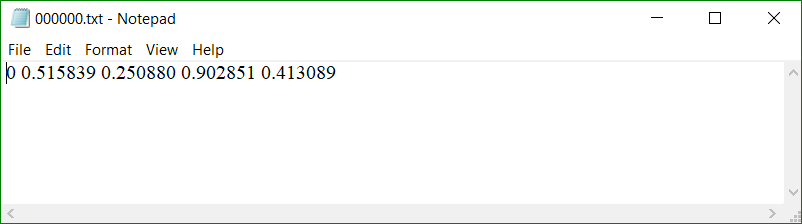 000000.txt - Notepad
File Edit Format View Help
0 0.515839 0.250880 0.902851 0.413089